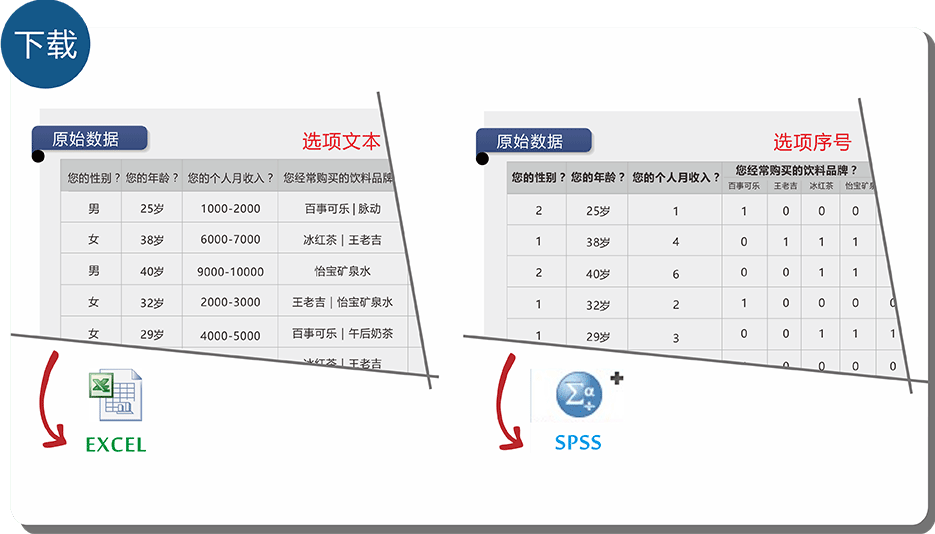 下载
原始数据 选项文本
您的性别？ 您的年龄？ 您的个人月收入？ 您经常购买的饮料品牌
男 25岁 1000-2000 百事可乐 | 脉动
女 38岁 6000-7000 冰红茶 | 王老吉
男 40岁 9000-10000 怡宝矿泉水
女 32岁 2000-3000 王老吉 | 怡宝矿泉水
女 29岁 4000-5000 百事可乐 | 午后奶茶
冰红茶 | 王老吉
EXCEL
原始数据 选项序号
您的性别？ 您的年龄？ 您的个人月收入？ 您经常购买的饮料品牌？
百事可乐 王老吉 冰红茶 怡宝矿
2 25岁 1 1 0 0 0
1 38岁 4 0 1 1 1
2 40岁 6 0 0 1 1
1 32岁 2 1 0 0 0 0
1 29岁 3 0 0 1 1 1
0 0 0 0
SPSS